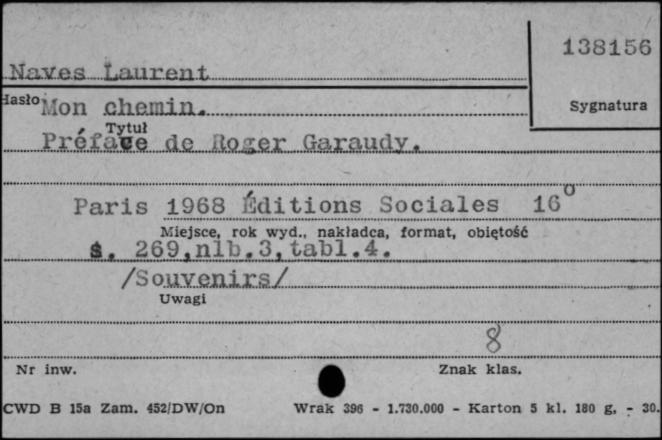 138156
Naves Laurent
Hasło
Mon chemin.
Sygnatura
Tytuł
Préface de Roger Garaudy.
Paris 1968 Éditions Sociales 16°
Miejsce, rok wyd., nakładca, format, objętość
s. 269,nlb.3,tabl.4.
/Souvenirs/
Uwagi
8
Nr inw.
Znak klas.
CWD B 15a Zam. 452/DW/On Wrak 396 - 1.730.000 - Karton 5 kl. 180 g. - 30.